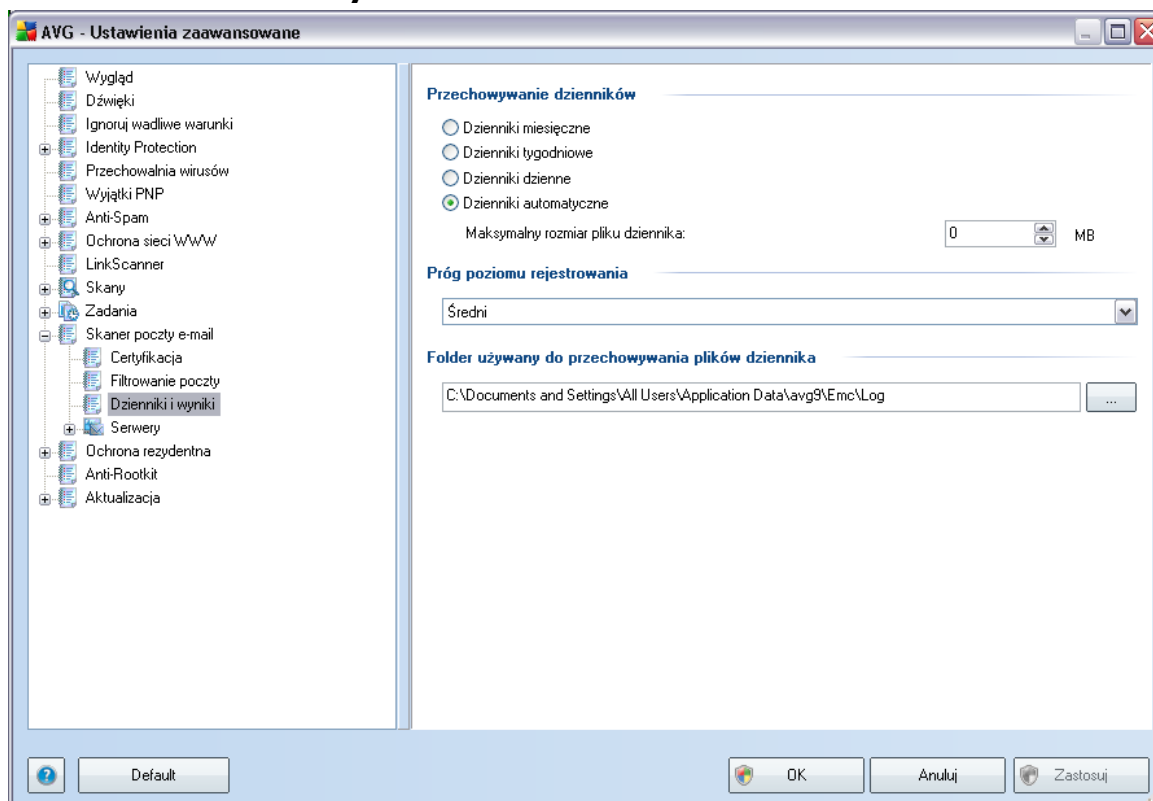 AVG - Ustawienia zaawansowane
Wygląd
Dźwięki
Ignoruj wadliwe warunki
Identity Protection
Przechowalnia wirusów
Wyjątki PNP
Anti-Spam
Ochrona sieci WWW
LinkScanner
Skany
Zadania
Skaner poczty e-mail
Certyfikacja
Filtrowanie poczty
Dzienniki i wyniki
Serwery
Ochrona rezydentna
Anti-Rootkit
Aktualizacja
Przechowywanie dzienników
Dzienniki miesięczne
Dzienniki tygodniowe
Dzienniki dzienne
Dzienniki automatyczne
Maksymalny rozmiar pliku dziennika: 0 MB
Próg poziomu rejestrowania
Średni
Folder używany do przechowywania plików dziennika
C:\Documents and Settings\All Users\Application Data\avg9\Emc\Log ...
Default OK Anuluj Zastosuj